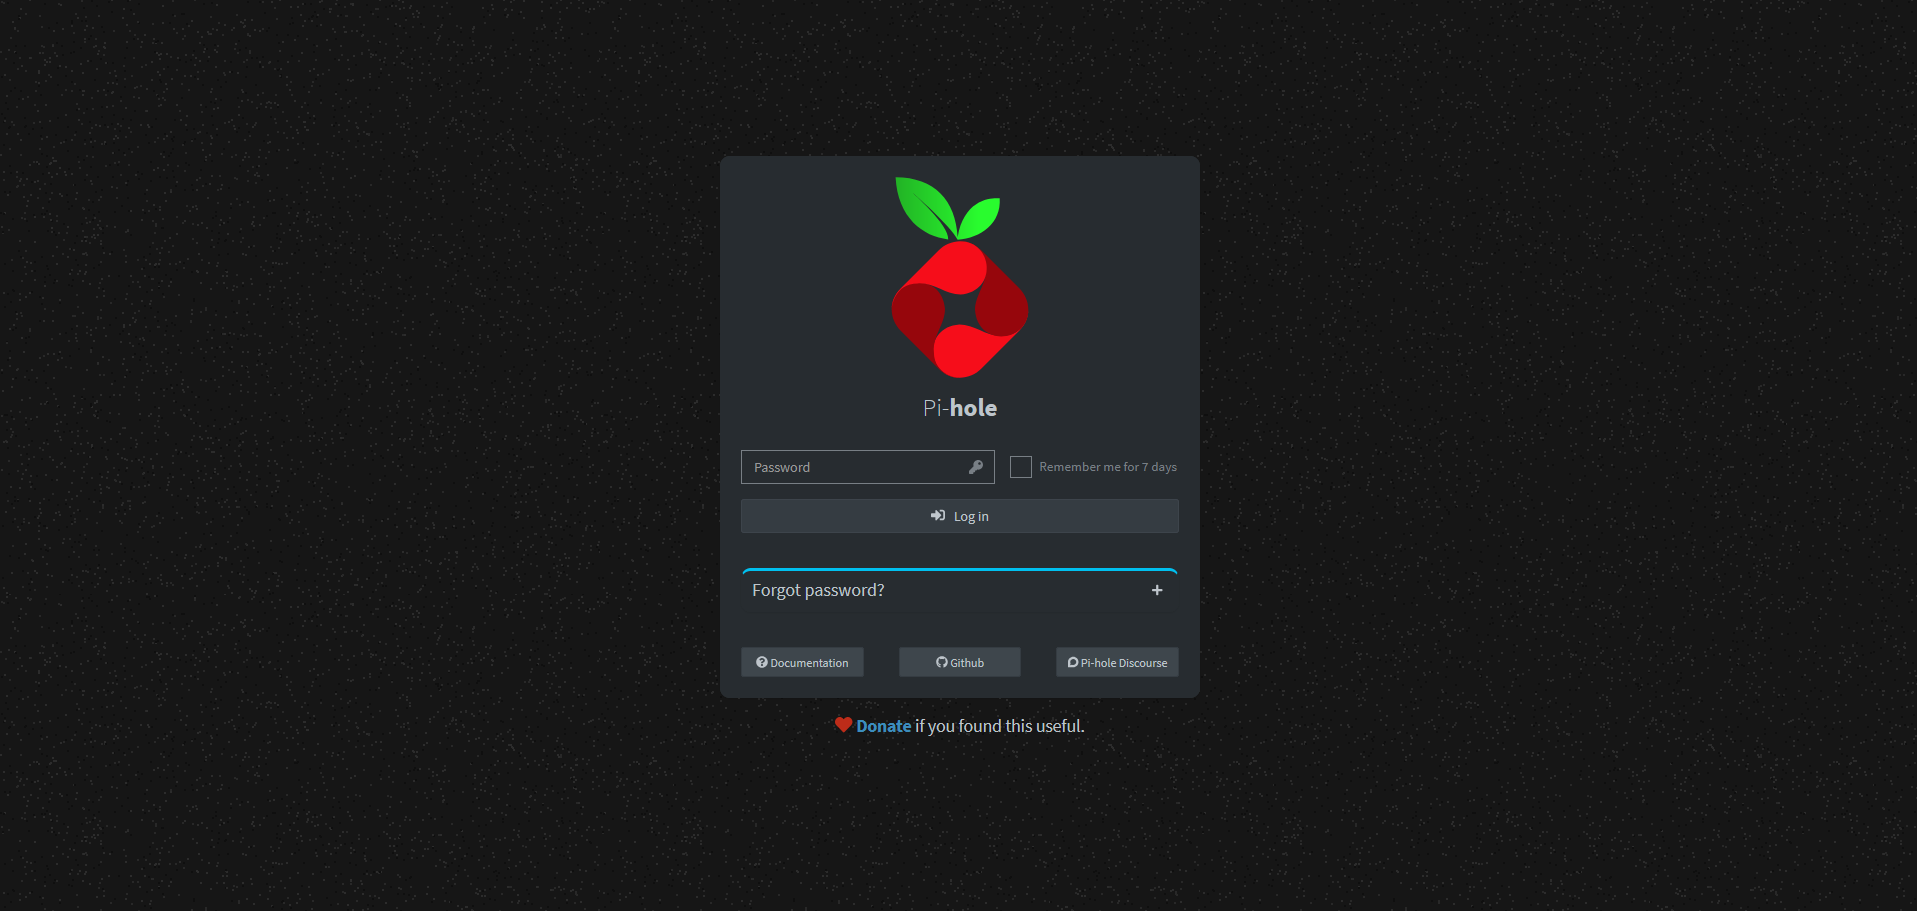 Pi-hole
Password
Remember me for 7 days
Log in
Forgot password?
Documentation
Github
Pi-hole Discourse
Donate if you found this useful.